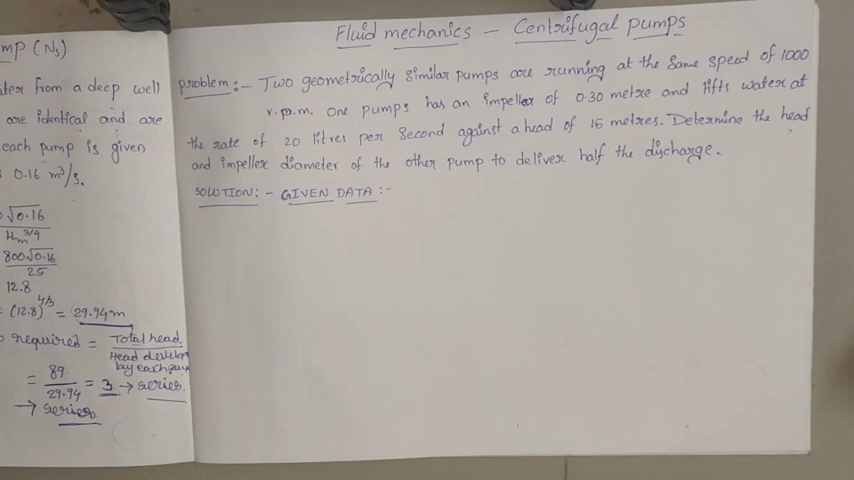 mp (Ns)
ater from a deep well
are identical and are
each pump is given
0.16 m³/s.
√0.16
Hm^3/4
800√0.16
25
12.8
= (12.8)^4/3 = 29.94m
required = Total head
Head develop
by each pump
= 89/29.94 = 3 → series.
→ series
Fluid mechanics - Centrifugal pumps
problem:- Two geometrically similar pumps are running at the same speed of 1000
r.p.m. one pumps has an impeller of 0.30 metre and lifts water at
the rate of 20 litres per second against a head of 15 metres. Determine the head
and impeller diameter of the other pump to deliver half the discharge.
SOLUTION:- GIVEN DATA:-